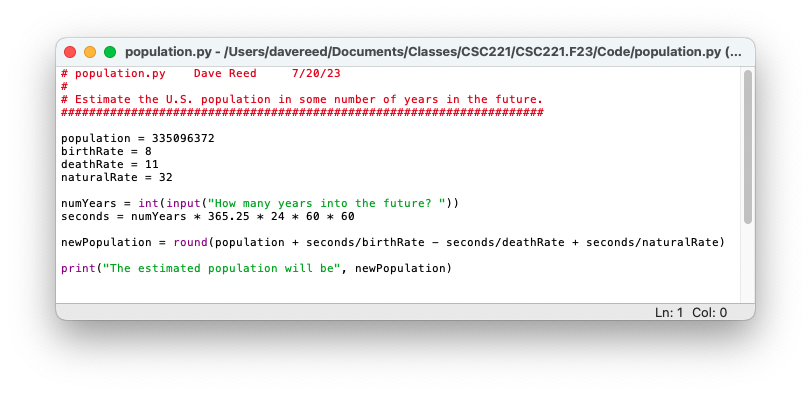 population.py - /Users/davereed/Documents/Classes/CSC221/CSC221.F23/Code/population.py (...
# population.py    Dave Reed     7/20/23
#
# Estimate the U.S. population in some number of years in the future.
#####################################################################
population = 335096372
birthRate = 8
deathRate = 11
naturalRate = 32
numYears = int(input("How many years into the future? "))
seconds = numYears * 365.25 * 24 * 60 * 60
newPopulation = round(population + seconds/birthRate - seconds/deathRate + seconds/naturalRate)
print("The estimated population will be", newPopulation)
Ln: 1  Col: 0